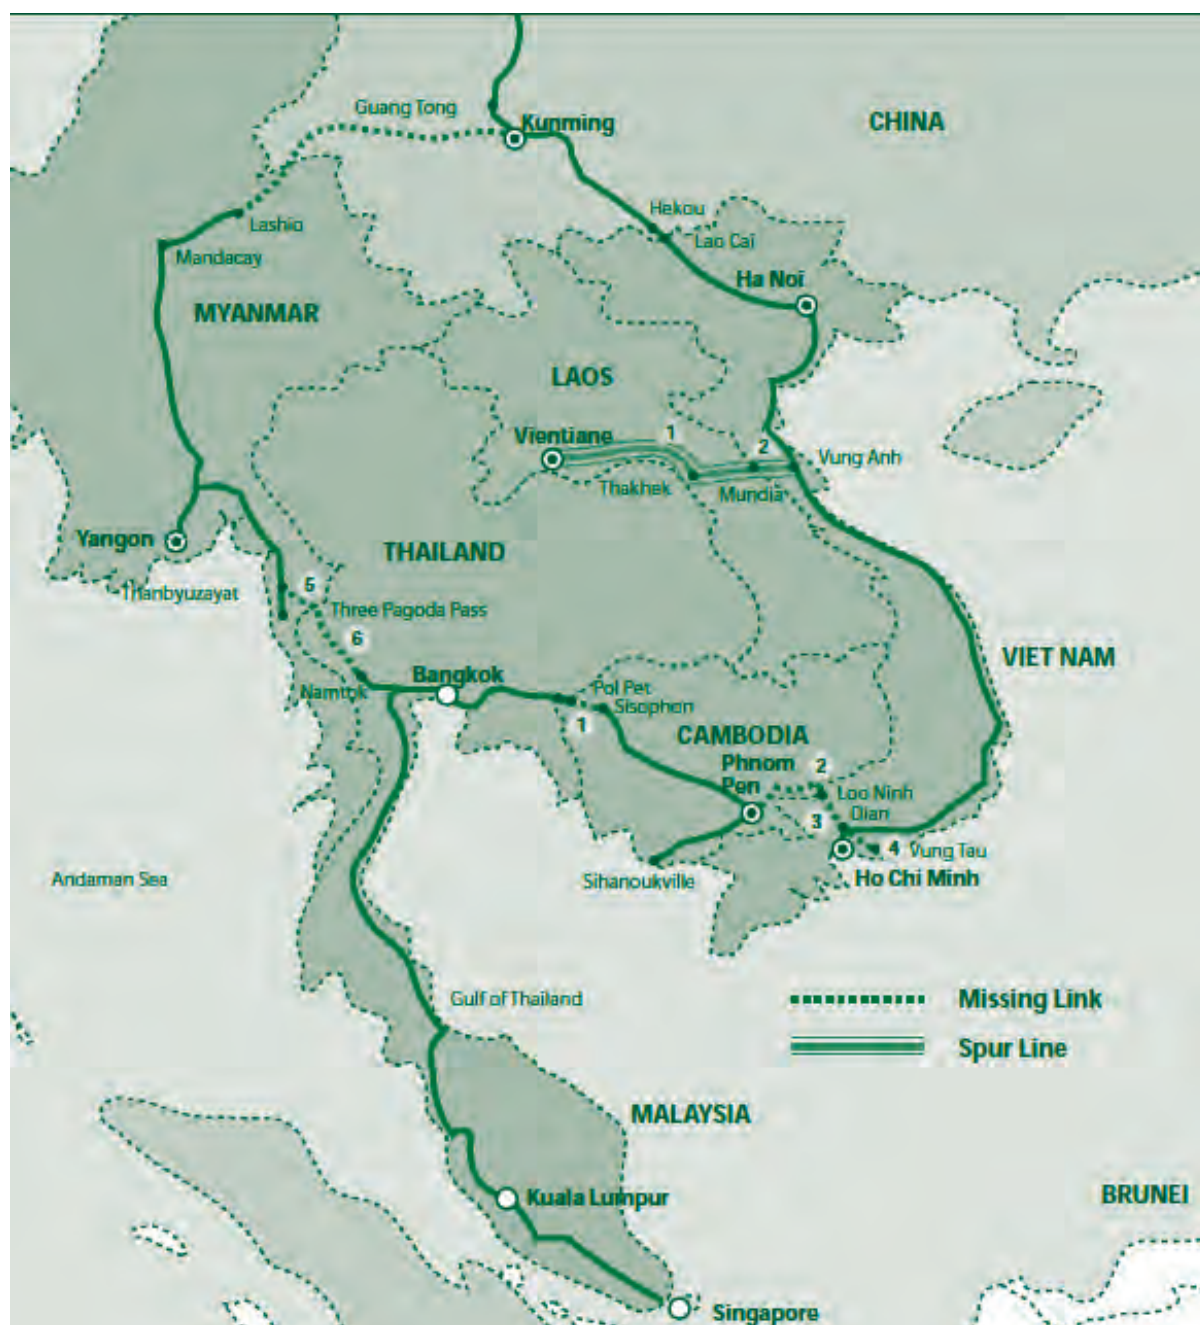 Guang Tong
Kunming
CHINA
Hekou
Lashio
Lao Cai
Mandacay
Ha Noi
MYANMAR
LAOS
1
Vientiane
2
Vung Anh
Thakhek
Mundia
Yangon
THAILAND
5
Thanbyuzayat
Three Pagoda Pass
6
VIET NAM
Bangkok
Namtok
Pol Pet
Sisophon
1
CAMBODIA
Phnom
Pen
2
Loo Ninh
Dian
3
4
Vung Tau
Ho Chi Minh
Sihanoukville
Andaman Sea
Gulf of Thailand
Missing Link
Spur Line
MALAYSIA
Kuala Lumpur
BRUNEI
Singapore